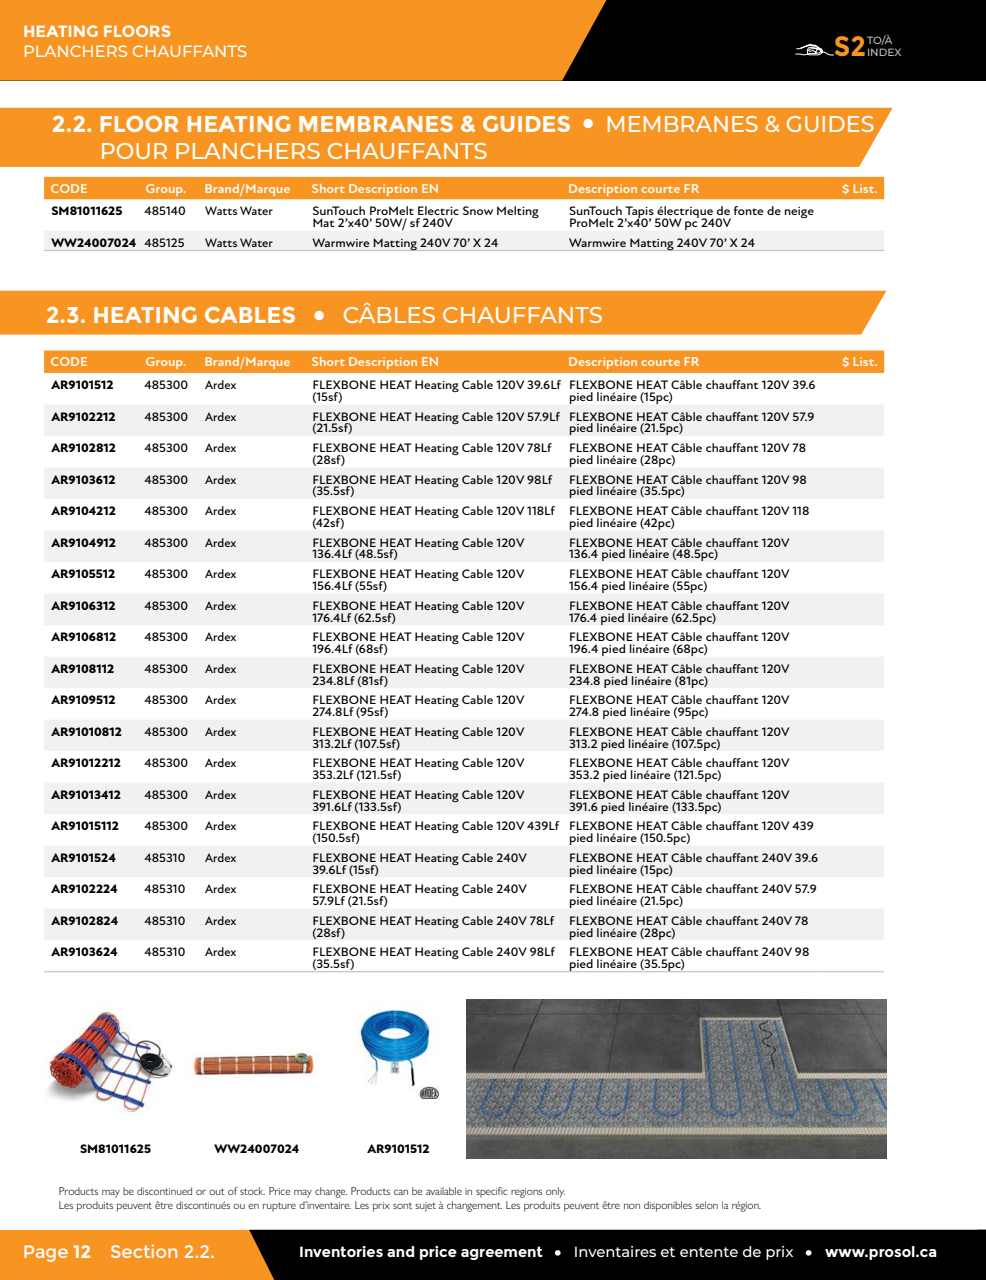 HEATING FLOORS
PLANCHERS CHAUFFANTS
S2 TO/À
INDEX
2.2. FLOOR HEATING MEMBRANES & GUIDES • MEMBRANES & GUIDES
POUR PLANCHERS CHAUFFANTS
CODE Group. Brand/Marque Short Description EN Description courte FR $ List.
SM81011625 485140 Watts Water SunTouch ProMelt Electric Snow Melting SunTouch Tapis électrique de fonte de neige
Mat 2'x40' 50W/ sf 240V ProMelt 2'x40' 50W pc 240V
WW24007024 485125 Watts Water Warmwire Matting 240V 70' X 24 Warmwire Matting 240V 70' X 24
2.3. HEATING CABLES • CÂBLES CHAUFFANTS
CODE Group. Brand/Marque Short Description EN Description courte FR $ List.
AR9101512 485300 Ardex FLEXBONE HEAT Heating Cable 120V 39.6Lf FLEXBONE HEAT Câble chauffant 120V 39.6
(15sf) pied linéaire (15pc)
AR9102212 485300 Ardex FLEXBONE HEAT Heating Cable 120V 57.9Lf FLEXBONE HEAT Câble chauffant 120V 57.9
(21.5sf) pied linéaire (21.5pc)
AR9102812 485300 Ardex FLEXBONE HEAT Heating Cable 120V 78Lf FLEXBONE HEAT Câble chauffant 120V 78
(28sf) pied linéaire (28pc)
AR9103612 485300 Ardex FLEXBONE HEAT Heating Cable 120V 98Lf FLEXBONE HEAT Câble chauffant 120V 98
(35.5sf) pied linéaire (35.5pc)
AR9104212 485300 Ardex FLEXBONE HEAT Heating Cable 120V 118Lf FLEXBONE HEAT Câble chauffant 120V 118
(42sf) pied linéaire (42pc)
AR9104912 485300 Ardex FLEXBONE HEAT Heating Cable 120V FLEXBONE HEAT Câble chauffant 120V
136.4Lf (48.5sf) 136.4 pied linéaire (48.5pc)
AR9105512 485300 Ardex FLEXBONE HEAT Heating Cable 120V FLEXBONE HEAT Câble chauffant 120V
156.4Lf (55sf) 156.4 pied linéaire (55pc)
AR9106312 485300 Ardex FLEXBONE HEAT Heating Cable 120V FLEXBONE HEAT Câble chauffant 120V
176.4Lf (62.5sf) 176.4 pied linéaire (62.5pc)
AR9106812 485300 Ardex FLEXBONE HEAT Heating Cable 120V FLEXBONE HEAT Câble chauffant 120V
196.4Lf (68sf) 196.4 pied linéaire (68pc)
AR9108112 485300 Ardex FLEXBONE HEAT Heating Cable 120V FLEXBONE HEAT Câble chauffant 120V
234.8Lf (81sf) 234.8 pied linéaire (81pc)
AR9109512 485300 Ardex FLEXBONE HEAT Heating Cable 120V FLEXBONE HEAT Câble chauffant 120V
274.8Lf (95sf) 274.8 pied linéaire (95pc)
AR91010812 485300 Ardex FLEXBONE HEAT Heating Cable 120V FLEXBONE HEAT Câble chauffant 120V
313.2Lf (107.5sf) 313.2 pied linéaire (107.5pc)
AR91012212 485300 Ardex FLEXBONE HEAT Heating Cable 120V FLEXBONE HEAT Câble chauffant 120V
353.2Lf (121.5sf) 353.2 pied linéaire (121.5pc)
AR91013412 485300 Ardex FLEXBONE HEAT Heating Cable 120V FLEXBONE HEAT Câble chauffant 120V
391.6Lf (133.5sf) 391.6 pied linéaire (133.5pc)
AR91015112 485300 Ardex FLEXBONE HEAT Heating Cable 120V 439Lf FLEXBONE HEAT Câble chauffant 120V 439
(150.5sf) pied linéaire (150.5pc)
AR9101524 485310 Ardex FLEXBONE HEAT Heating Cable 240V FLEXBONE HEAT Câble chauffant 240V 39.6
39.6Lf (15sf) pied linéaire (15pc)
AR9102224 485310 Ardex FLEXBONE HEAT Heating Cable 240V FLEXBONE HEAT Câble chauffant 240V 57.9
57.9Lf (21.5sf) pied linéaire (21.5pc)
AR9102824 485310 Ardex FLEXBONE HEAT Heating Cable 240V 78Lf FLEXBONE HEAT Câble chauffant 240V 78
(28sf) pied linéaire (28pc)
AR9103624 485310 Ardex FLEXBONE HEAT Heating Cable 240V 98Lf FLEXBONE HEAT Câble chauffant 240V 98
(35.5sf) pied linéaire (35.5pc)
ARDEX
SM81011625 WW24007024 AR9101512
Products may be discontinued or out of stock. Price may change. Products can be available in specific regions only.
Les produits peuvent être discontinués ou en rupture d'inventaire. Les prix sont sujet à changement. Les produits peuvent être non disponibles selon la région.
Page 12 Section 2.2. Inventories and price agreement • Inventaires et entente de prix • www.prosol.ca